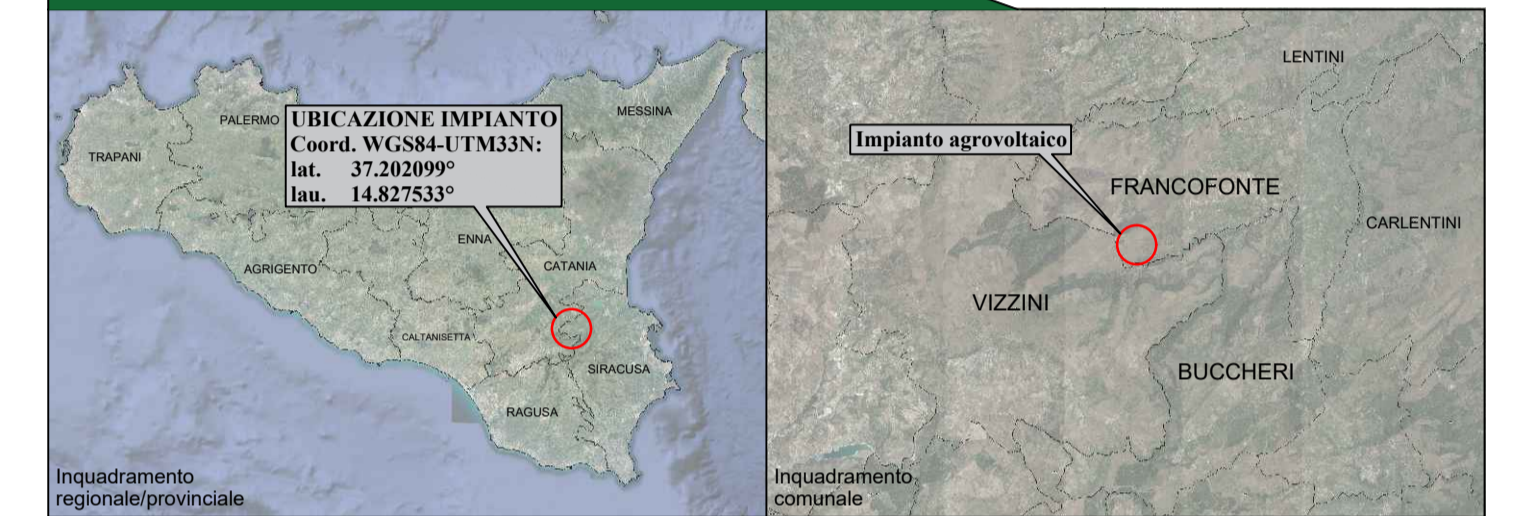 PALERMO
MESSINA
TRAPANI
UBICAZIONE IMPIANTO
Coord. WGS84-UTM33N:
lat. 37.202099°
lau. 14.827533°
ENNA
CATANIA
AGRIGENTO
CALTANISETTA
SIRACUSA
RAGUSA
Inquadramento
regionale/provinciale
LENTINI
Impianto agrovoltaico
FRANCOFONTE
CARLENTINI
VIZZINI
BUCCHERI
Inquadramento
comunale